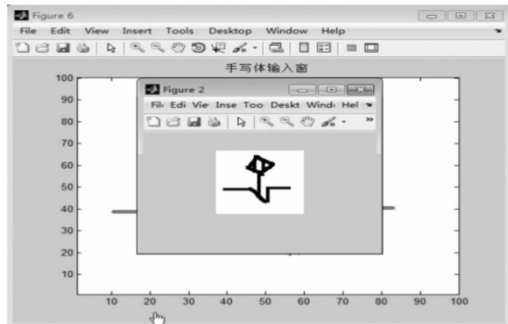 Figure 6
File Edit View Insert Tools Desktop Window Help
手写体输入窗
Figure 2
Fil Edi Vie Inse Too Deskt Wind Hel
100
90
80
70
60
50
40
30
20
10
10 20 30 40 50 60 70 80 90 100